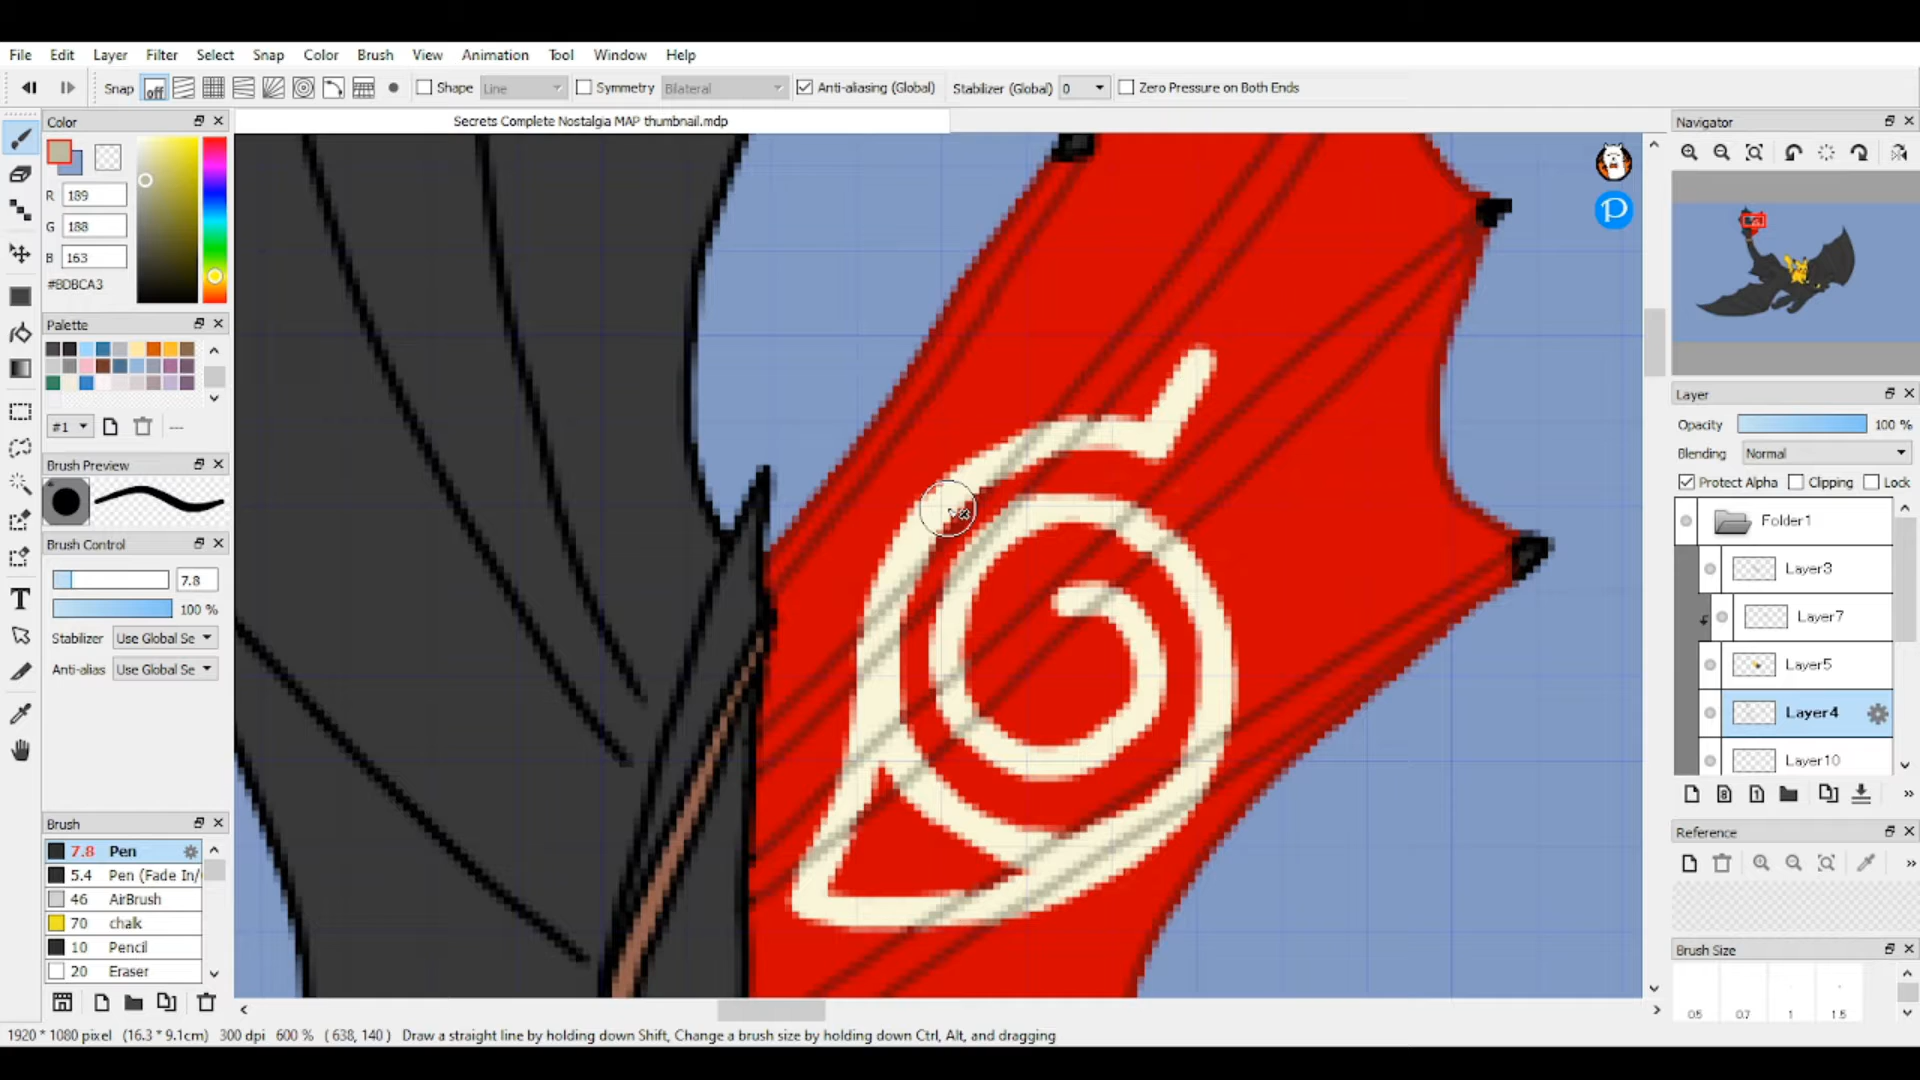 File Edit Layer Filter Select Snap Color Brush View Animation Tool Window Help
Snap off Shape Line Symmetry Bilateral Anti-aliasing (Global) Stabilizer (Global) 0 Zero Pressure on Both Ends
Color
R 189
G 188
B 163
#BDBCA3
Palette
#1 ---
Brush Preview
Brush Control
7.8
100 %
Stabilizer Use Global Se
Anti-alias Use Global Se
Brush
7.8 Pen
5.4 Pen (Fade In/
46 AirBrush
70 chalk
10 Pencil
20 Eraser
Secrets Complete Nostalgia MAP thumbnail.mdp
P
Navigator
Layer
Opacity 100 %
Blending Normal
Protect Alpha Clipping Lock
Folder1
Layer3
Layer7
Layer5
Layer4
Layer10
Reference
Brush Size
0.5 0.7 1 1.5
1920 * 1080 pixel (16.3 * 9.1cm) 300 dpi 600 % ( 638, 140 ) Draw a straight line by holding down Shift, Change a brush size by holding down Ctrl, Alt, and dragging